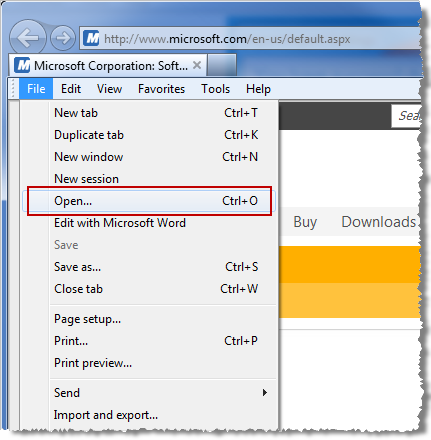 http://www.microsoft.com/en-us/default.aspx
M Microsoft Corporation: Soft...
File Edit View Favorites Tools Help
New tab Ctrl+T
Duplicate tab Ctrl+K
New window Ctrl+N
New session
Open... Ctrl+O
Edit with Microsoft Word
Save
Save as... Ctrl+S
Close tab Ctrl+W
Page setup...
Print... Ctrl+P
Print preview...
Send
Import and export...
Sea
Buy Downloads